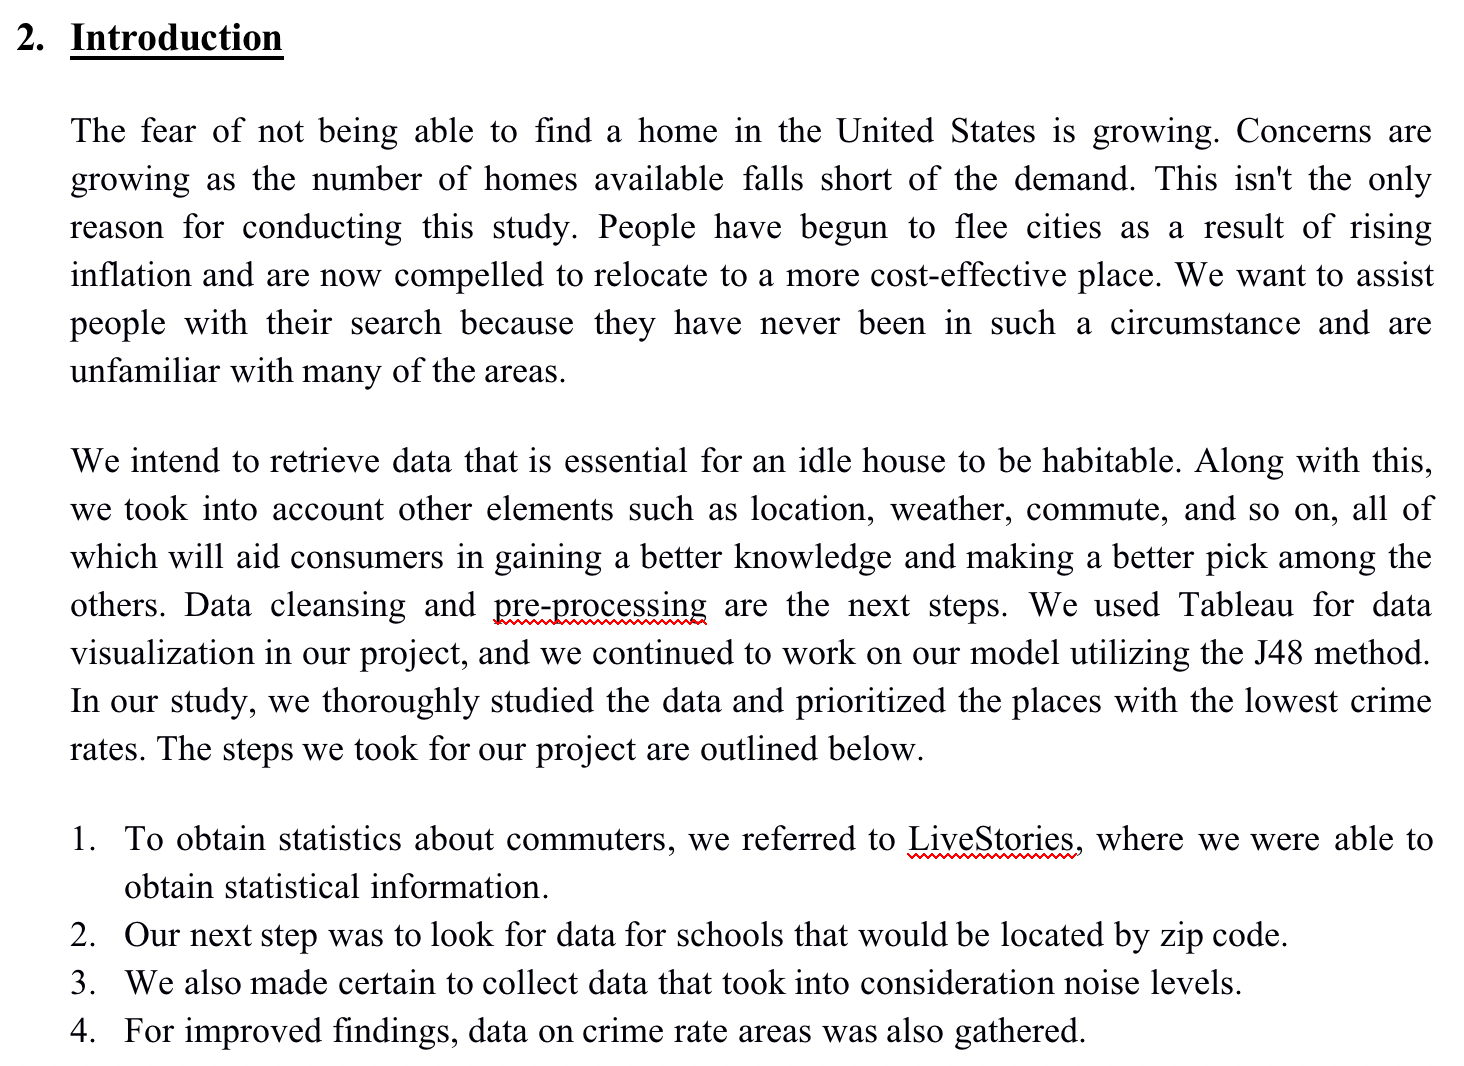 2. Introduction
The fear of not being able to find a home in the United States is growing. Concerns are
growing as the number of homes available falls short of the demand. This isn't the only
reason for conducting this study. People have begun to flee cities as a result of rising
inflation and are now compelled to relocate to a more cost-effective place. We want to assist
people with their search because they have never been in such a circumstance and are
unfamiliar with many of the areas.
We intend to retrieve data that is essential for an idle house to be habitable. Along with this,
we took into account other elements such as location, weather, commute, and so on, all of
which will aid consumers in gaining a better knowledge and making a better pick among the
others. Data cleansing and pre-processing are the next steps. We used Tableau for data
visualization in our project, and we continued to work on our model utilizing the J48 method.
In our study, we thoroughly studied the data and prioritized the places with the lowest crime
rates. The steps we took for our project are outlined below.
1. To obtain statistics about commuters, we referred to LiveStories, where we were able to
obtain statistical information.
2. Our next step was to look for data for schools that would be located by zip code.
3. We also made certain to collect data that took into consideration noise levels.
4. For improved findings, data on crime rate areas was also gathered.